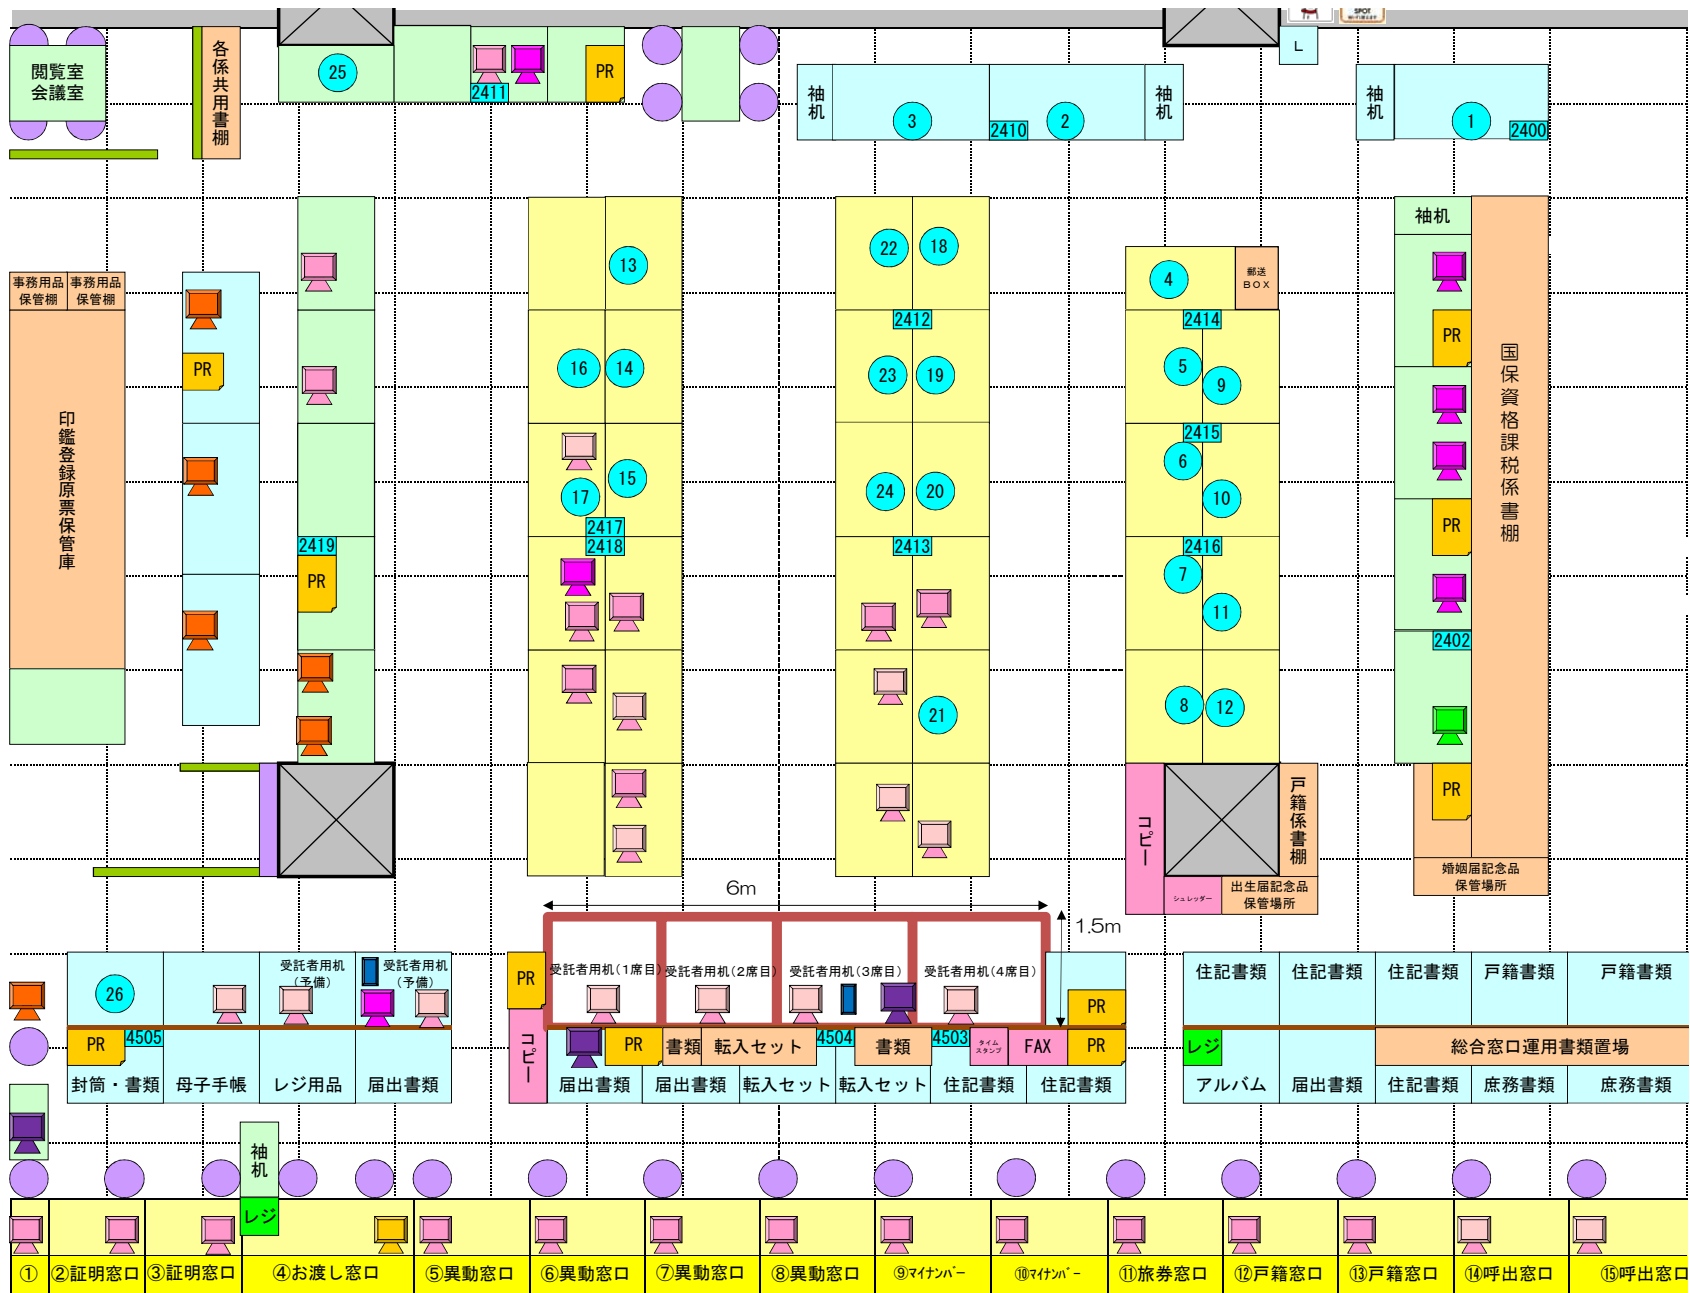 SPOT
L
閲覧室
会議室
各係共用書棚
25
2411
PR
袖机
3
2410
2
袖机
袖机
1
2400
事務用品
保管棚
事務用品
保管棚
印鑑登録原票保管庫
PR
2419
PR
13
16
14
15
17
2417
2418
22
18
2412
23
19
24
20
2413
21
4
郵送
BOX
2414
5
9
2415
6
10
2416
7
11
8
12
袖机
PR
PR
2402
PR
国保資格課税係書棚
婚姻届記念品
保管場所
コピー
戸籍係書棚
シュレッダー
出生届記念品
保管場所
6m
1.5m
26
受託者用机
(予備)
受託者用机
(予備)
PR
4505
封筒・書類
母子手帳
レジ用品
届出書類
PR
コピー
受託者用机(1席目)
受託者用机(2席目)
受託者用机(3席目)
受託者用机(4席目)
PR
PR
書類
転入セット
4504
書類
4503
タイム
スタンプ
FAX
PR
届出書類
届出書類
転入セット
転入セット
住記書類
住記書類
住記書類
住記書類
住記書類
戸籍書類
戸籍書類
レジ
総合窓口運用書類置場
アルバム
届出書類
住記書類
庶務書類
庶務書類
袖机
レジ
①
②証明窓口
③証明窓口
④お渡し窓口
⑤異動窓口
⑥異動窓口
⑦異動窓口
⑧異動窓口
⑨マイナンバー
⑩マイナンバー
⑪旅券窓口
⑫戸籍窓口
⑬戸籍窓口
⑭呼出窓口
⑮呼出窓口